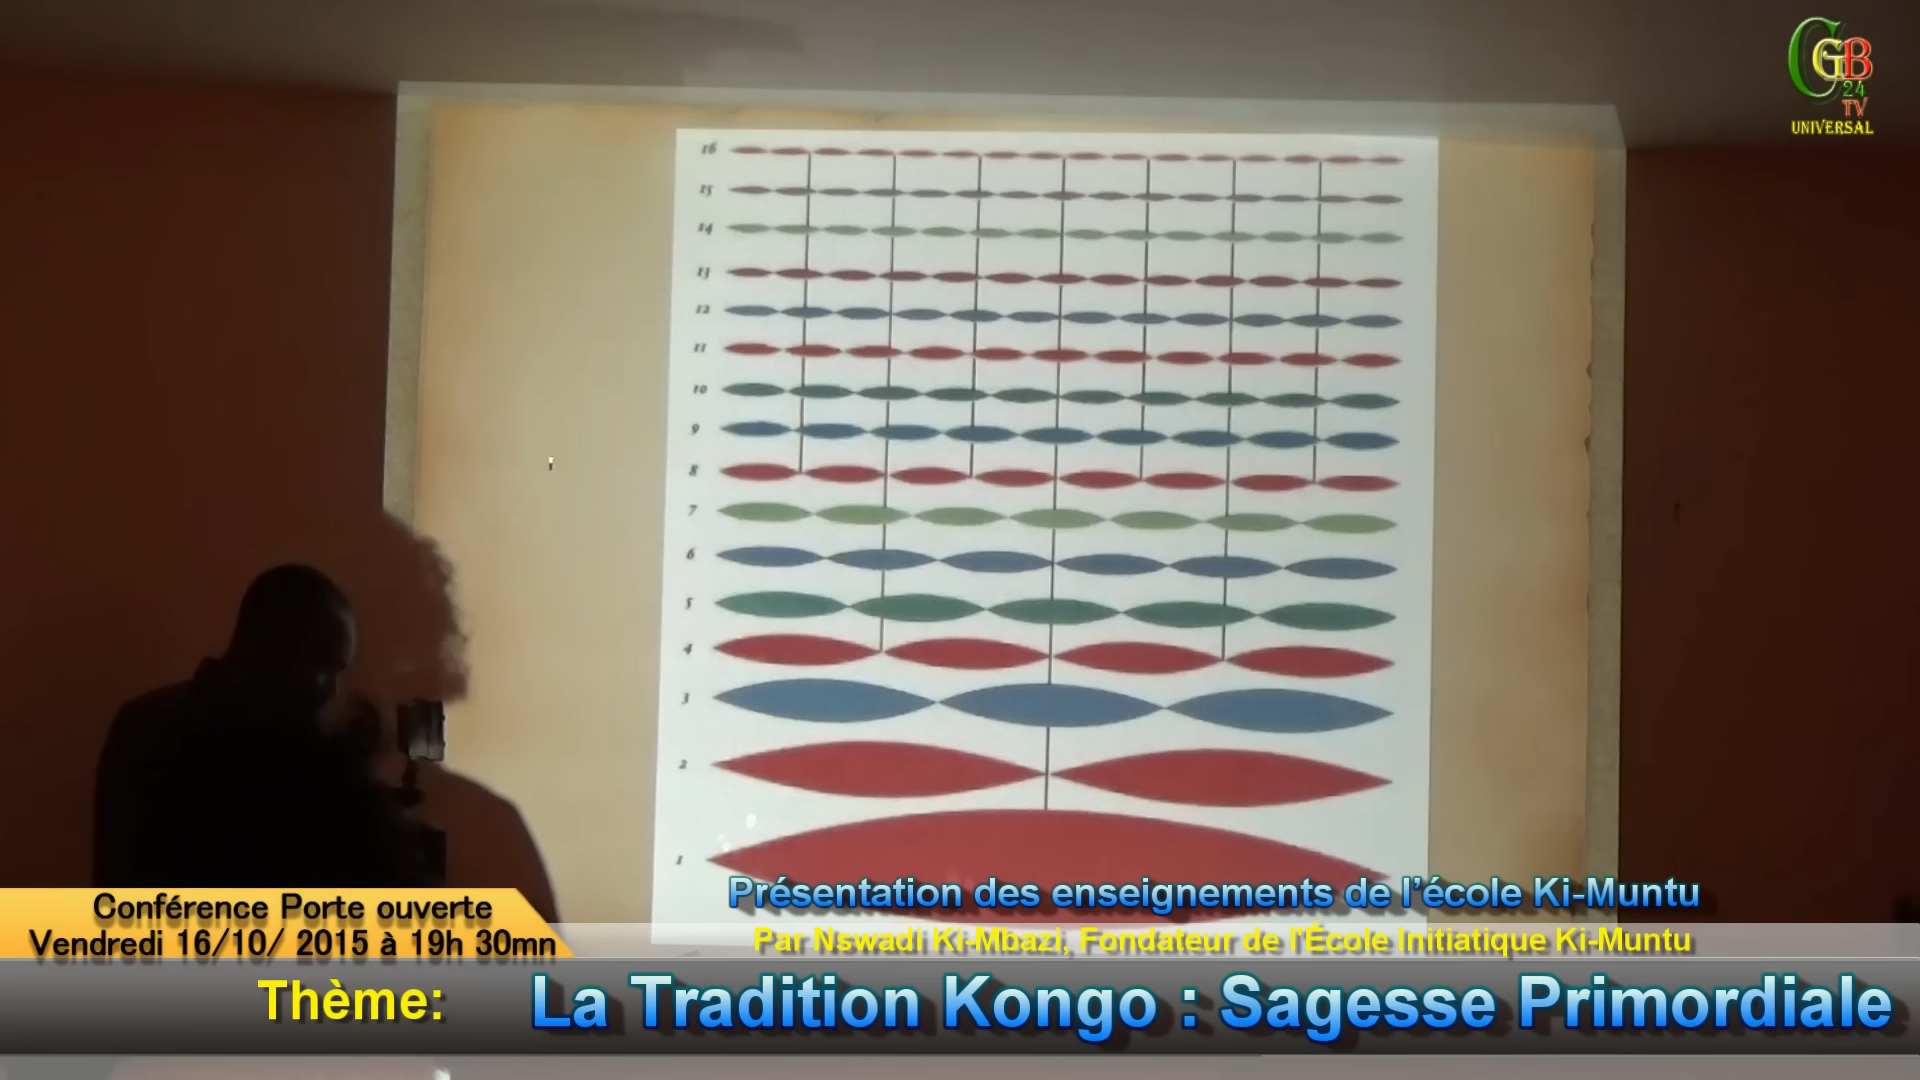 CGB
24
TV
UNIVERSAL
16
15
14
13
12
11
10
9
8
7
6
5
4
3
2
1
Conférence Porte ouverte
Vendredi 16/10/ 2015 à 19h 30mn
Présentation des enseignements de l'école Ki-Muntu
Par Nswadi Ki-Mbazi, Fondateur de l'École Initiatique Ki-Muntu
Thème:
La Tradition Kongo : Sagesse Primordiale